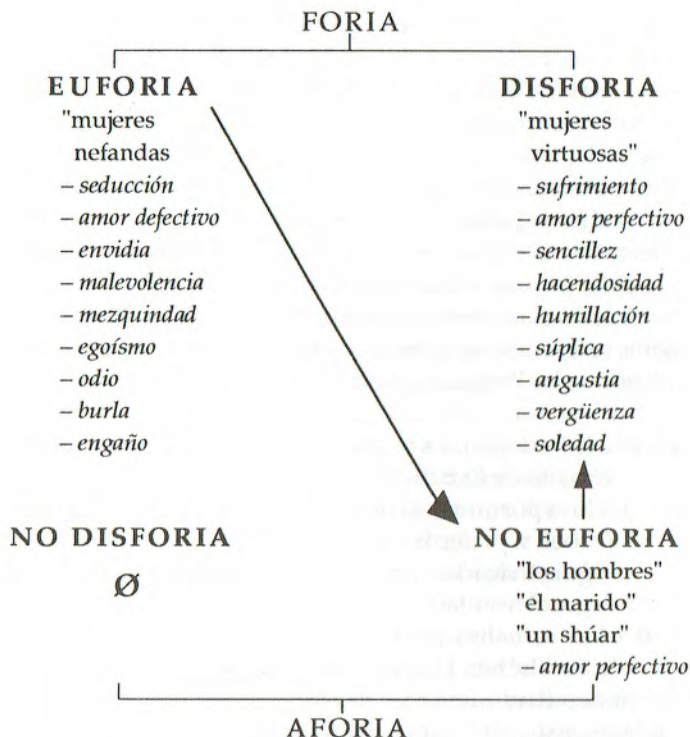 FORIA
EUFORIA
"mujeres
nefandas
– seducción
– amor defectivo
– envidia
– malevolencia
– mezquindad
– egoísmo
– odio
– burla
– engaño
DISFORIA
"mujeres
virtuosas"
– sufrimiento
– amor perfectivo
– sencillez
– hacendosidad
– humillación
– súplica
– angustia
– vergüenza
– soledad
NO DISFORIA
Ø
NO EUFORIA
"los hombres"
"el marido"
"un shúar"
– amor perfectivo
AFORIA